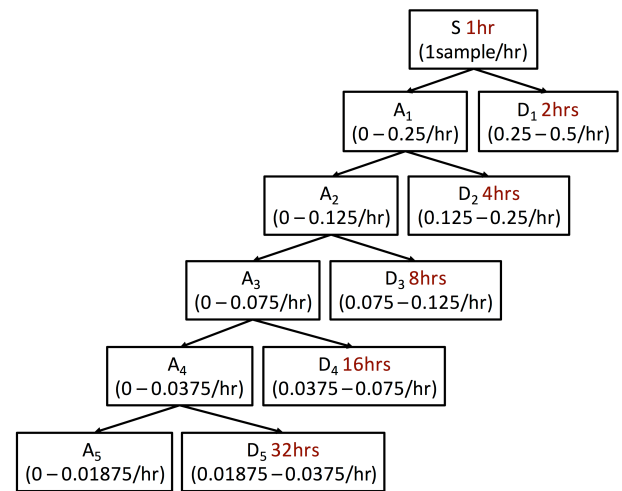 S 1hr
(1sample/hr)
A₁
(0 – 0.25/hr)
D₁ 2hrs
(0.25 – 0.5/hr)
A₂
(0 – 0.125/hr)
D₂ 4hrs
(0.125 – 0.25/hr)
A₃
(0 – 0.075/hr)
D₃ 8hrs
(0.075 – 0.125/hr)
A₄
(0 – 0.0375/hr)
D₄ 16hrs
(0.0375 – 0.075/hr)
A₅
(0 – 0.01875/hr)
D₅ 32hrs
(0.01875 – 0.0375/hr)